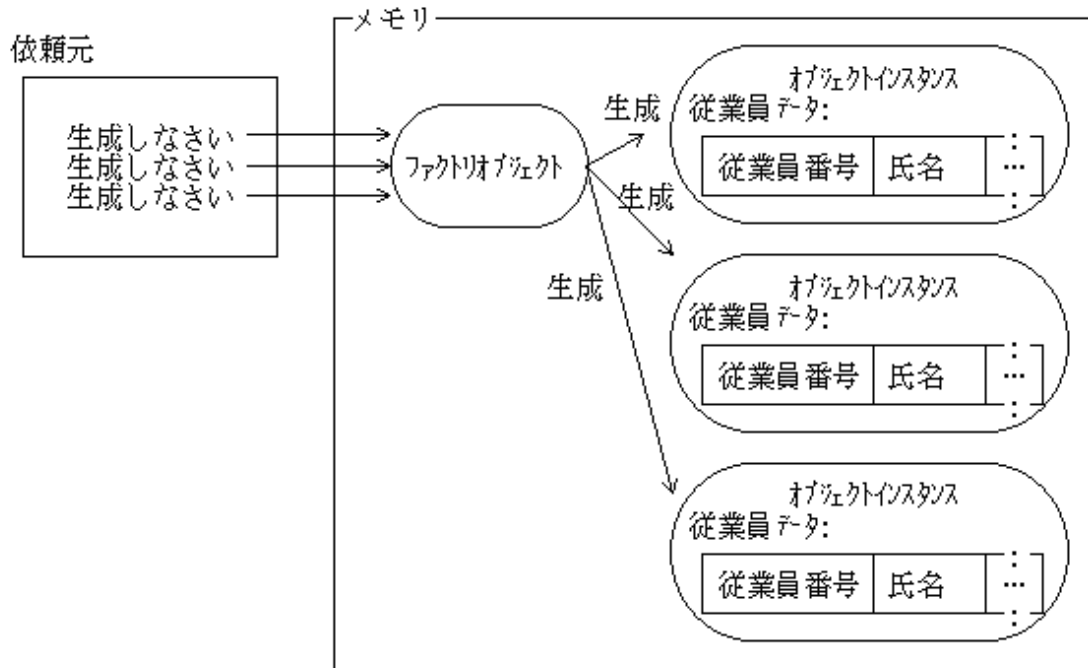 メモリ
依頼元
生成しなさい
生成しなさい
生成しなさい
ファクトリオブジェクト
生成
生成
生成
オブジェクトインスタンス
従業員データ:
従業員番号 氏名 …
オブジェクトインスタンス
従業員データ:
従業員番号 氏名 …
オブジェクトインスタンス
従業員データ:
従業員番号 氏名 …